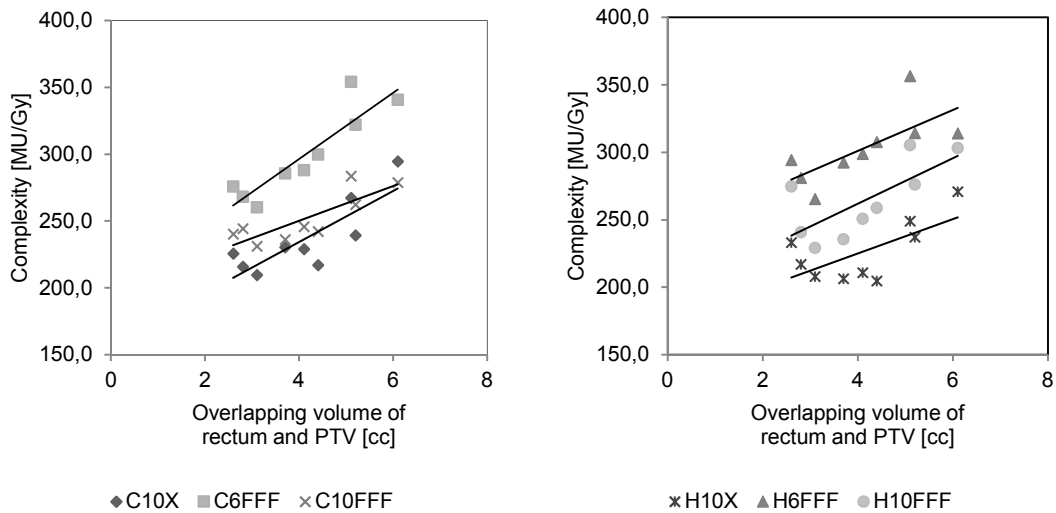 400,0
350,0
300,0
250,0
200,0
150,0
Complexity [MU/Gy]
0 2 4 6 8
Overlapping volume of
rectum and PTV [cc]
C10X C6FFF C10FFF
400,0
350,0
300,0
250,0
200,0
150,0
Complexity [MU/Gy]
0 2 4 6 8
Overlapping volume of
rectum and PTV [cc]
H10X H6FFF H10FFF